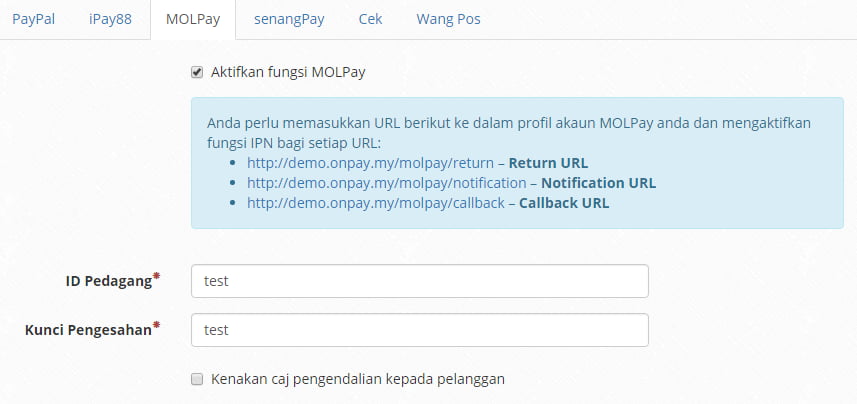 PayPal iPay88 MOLPay senangPay Cek Wang Pos
Aktifkan fungsi MOLPay
Anda perlu memasukkan URL berikut ke dalam profil akaun MOLPay anda dan mengaktifkan
fungsi IPN bagi setiap URL:
• http://demo.onpay.my/molpay/return – Return URL
• http://demo.onpay.my/molpay/notification – Notification URL
• http://demo.onpay.my/molpay/callback – Callback URL
ID Pedagang* test
Kunci Pengesahan* test
Kenakan caj pengendalian kepada pelanggan